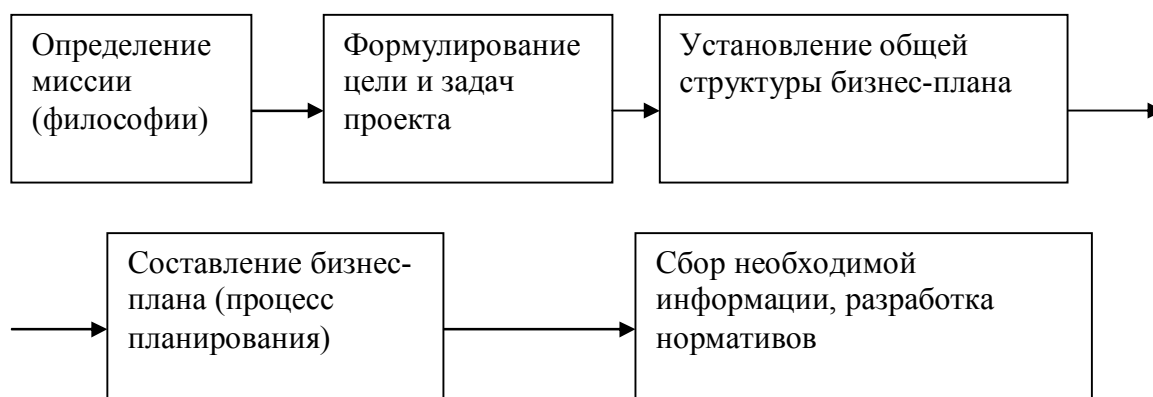 Определение
миссии
(философии)
Формулирование
цели и задач
проекта
Установление общей
структуры бизнес-плана
Составление бизнес-
плана (процесс
планирования)
Сбор необходимой
информации, разработка
нормативов